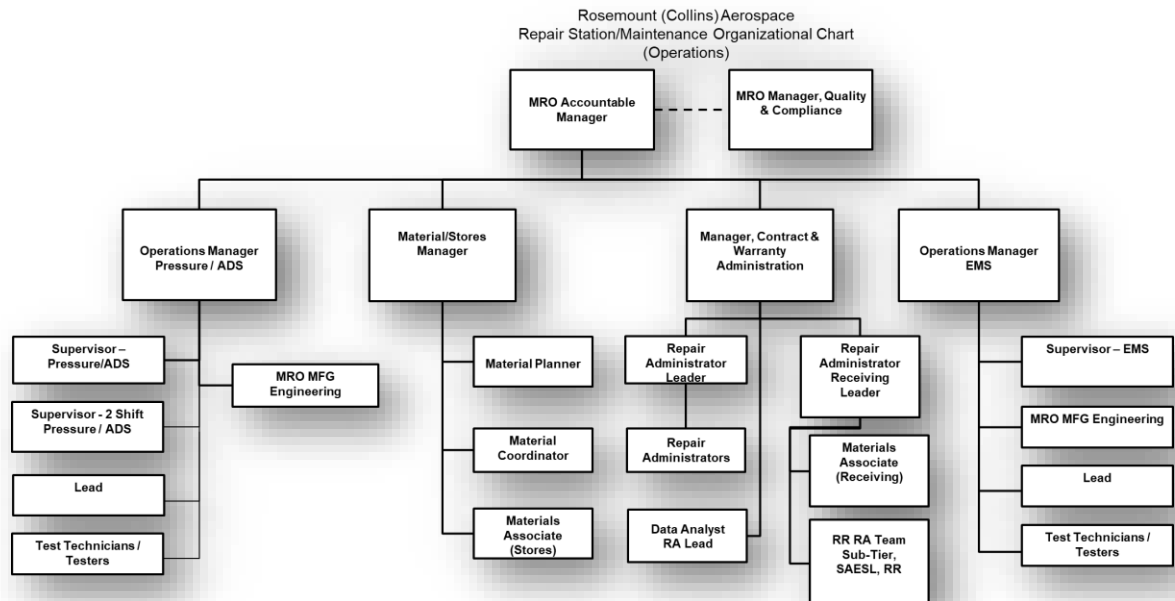 Rosemount (Collins) Aerospace
Repair Station/Maintenance Organizational Chart
(Operations)
MRO Accountable
Manager
MRO Manager, Quality
& Compliance
Operations Manager
Pressure / ADS
Material/Stores
Manager
Manager, Contract &
Warranty
Administration
Operations Manager
EMS
Supervisor –
Pressure/ADS
MRO MFG
Engineering
Supervisor - 2 Shift
Pressure / ADS
Lead
Test Technicians /
Testers
Material Planner
Material
Coordinator
Materials
Associate
(Stores)
Repair
Administrator
Leader
Repair
Administrators
Data Analyst
RA Lead
Repair
Administrator
Receiving
Leader
Materials
Associate
(Receiving)
RR RA Team
Sub-Tier,
SAESL, RR
Supervisor – EMS
MRO MFG Engineering
Lead
Test Technicians /
Testers